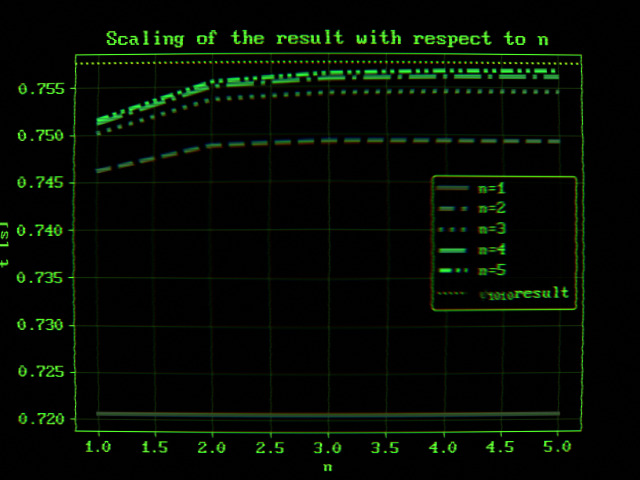 Scaling of the result with respect to n
0.755
0.750
0.745
0.740
0.735
0.730
0.725
0.720
t [s]
n=1
n=2
n=3
n=4
n=5
result
1.0 1.5 2.0 2.5 3.0 3.5 4.0 4.5 5.0
n